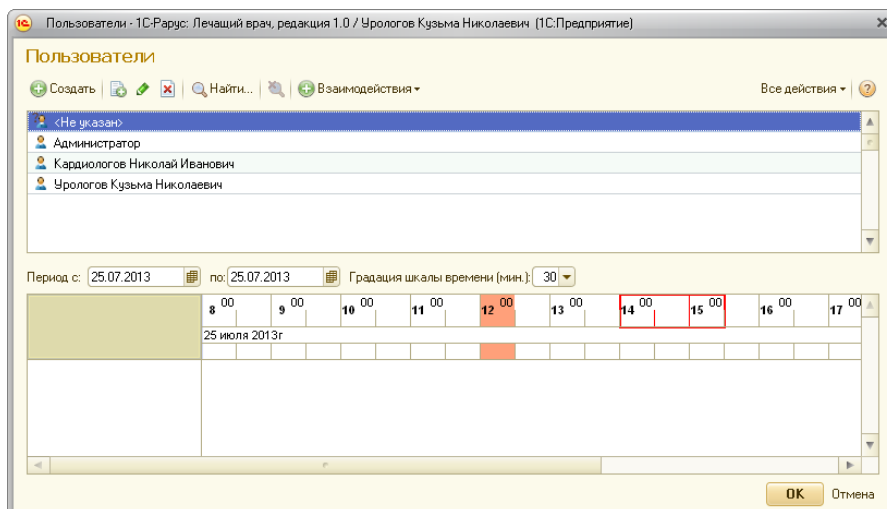 Пользователи - 1С-Рарус: Лечащий врач, редакция 1.0 / Урологов Кузьма Николаевич (1С:Предприятие)
Пользователи
Создать Найти... Взаимодействия Все действия
<Не указан>
Администратор
Кардиологов Николай Иванович
Урологов Кузьма Николаевич
Период с: 25.07.2013 по: 25.07.2013 Градация шкалы времени (мин.): 30
8 00 9 00 10 00 11 00 12 00 13 00 14 00 15 00 16 00 17 00
25 июля 2013г
ОК Отмена